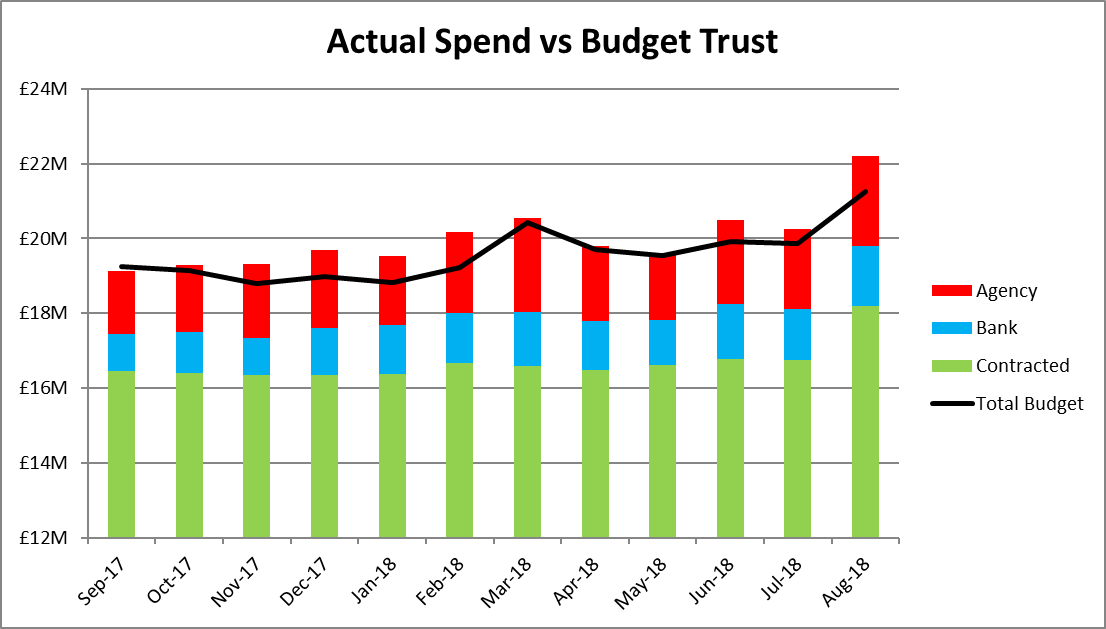 Actual Spend vs Budget Trust
£24M
£22M
£20M
£18M
£16M
£14M
£12M
Sep-17
Oct-17
Nov-17
Dec-17
Jan-18
Feb-18
Mar-18
Apr-18
May-18
Jun-18
Jul-18
Aug-18
Agency
Bank
Contracted
Total Budget